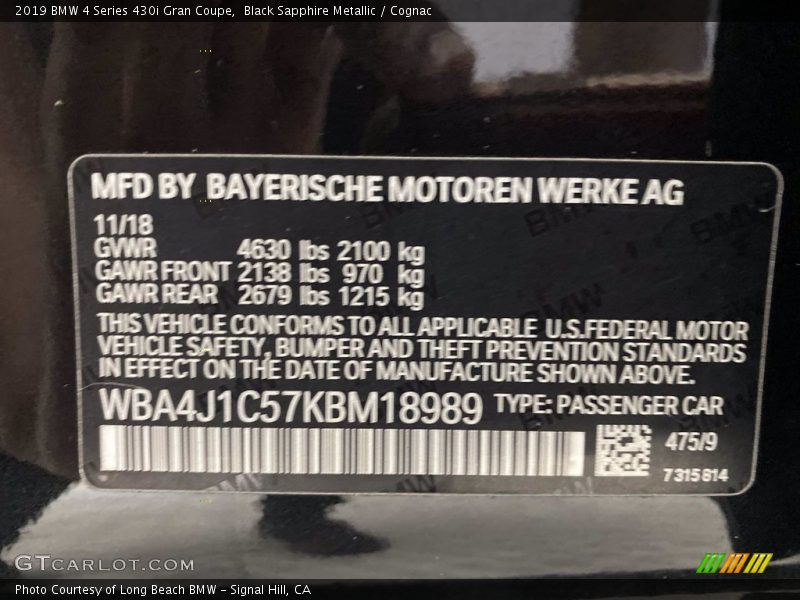 2019 BMW 4 Series 430i Gran Coupe, Black Sapphire Metallic / Cognac
MFD BY BAYERISCHE MOTOREN WERKE AG
11/18
GVWR 4630 lbs 2100 kg
GAWR FRONT 2138 lbs 970 kg
GAWR REAR 2679 lbs 1215 kg
THIS VEHICLE CONFORMS TO ALL APPLICABLE U.S.FEDERAL MOTOR
VEHICLE SAFETY, BUMPER AND THEFT PREVENTION STANDARDS
IN EFFECT ON THE DATE OF MANUFACTURE SHOWN ABOVE.
WBA4J1C57KBM18989 TYPE: PASSENGER CAR
475/9
7315814
GTCARLOT.COM
Photo Courtesy of Long Beach BMW - Signal Hill, CA